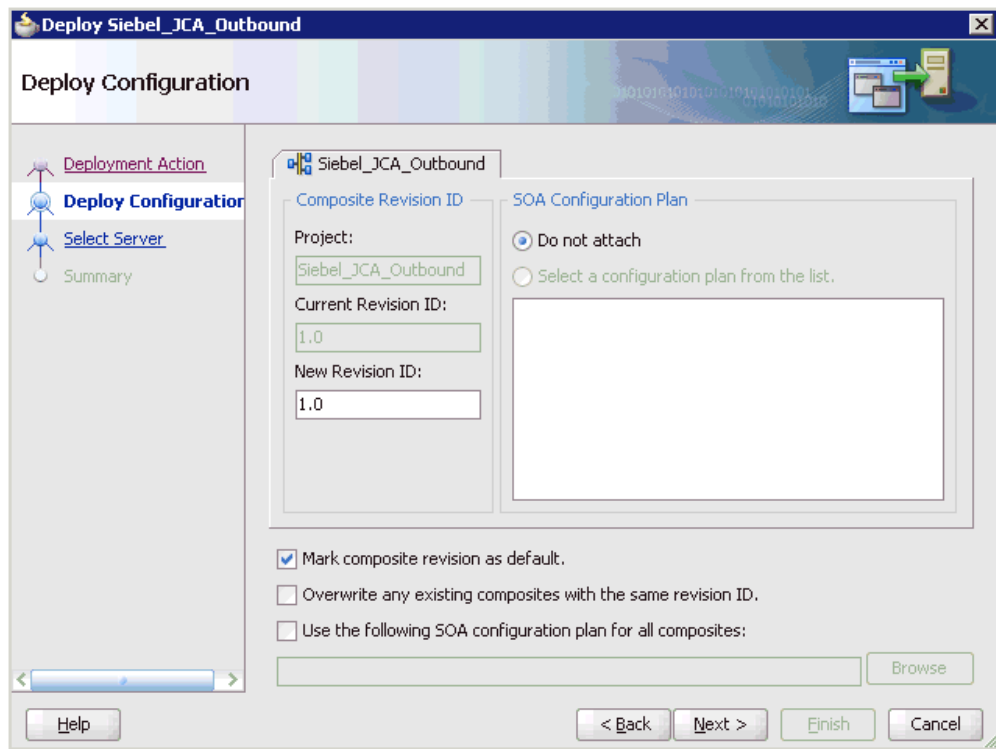 Deploy Siebel_JCA_Outbound
Deploy Configuration
Deployment Action
Deploy Configuration
Select Server
Summary
Siebel_JCA_Outbound
Composite Revision ID
Project:
Siebel_JCA_Outbound
Current Revision ID:
1.0
New Revision ID:
1.0
SOA Configuration Plan
Do not attach
Select a configuration plan from the list.
Mark composite revision as default.
Overwrite any existing composites with the same revision ID.
Use the following SOA configuration plan for all composites:
Browse
Help
< Back
Next >
Finish
Cancel